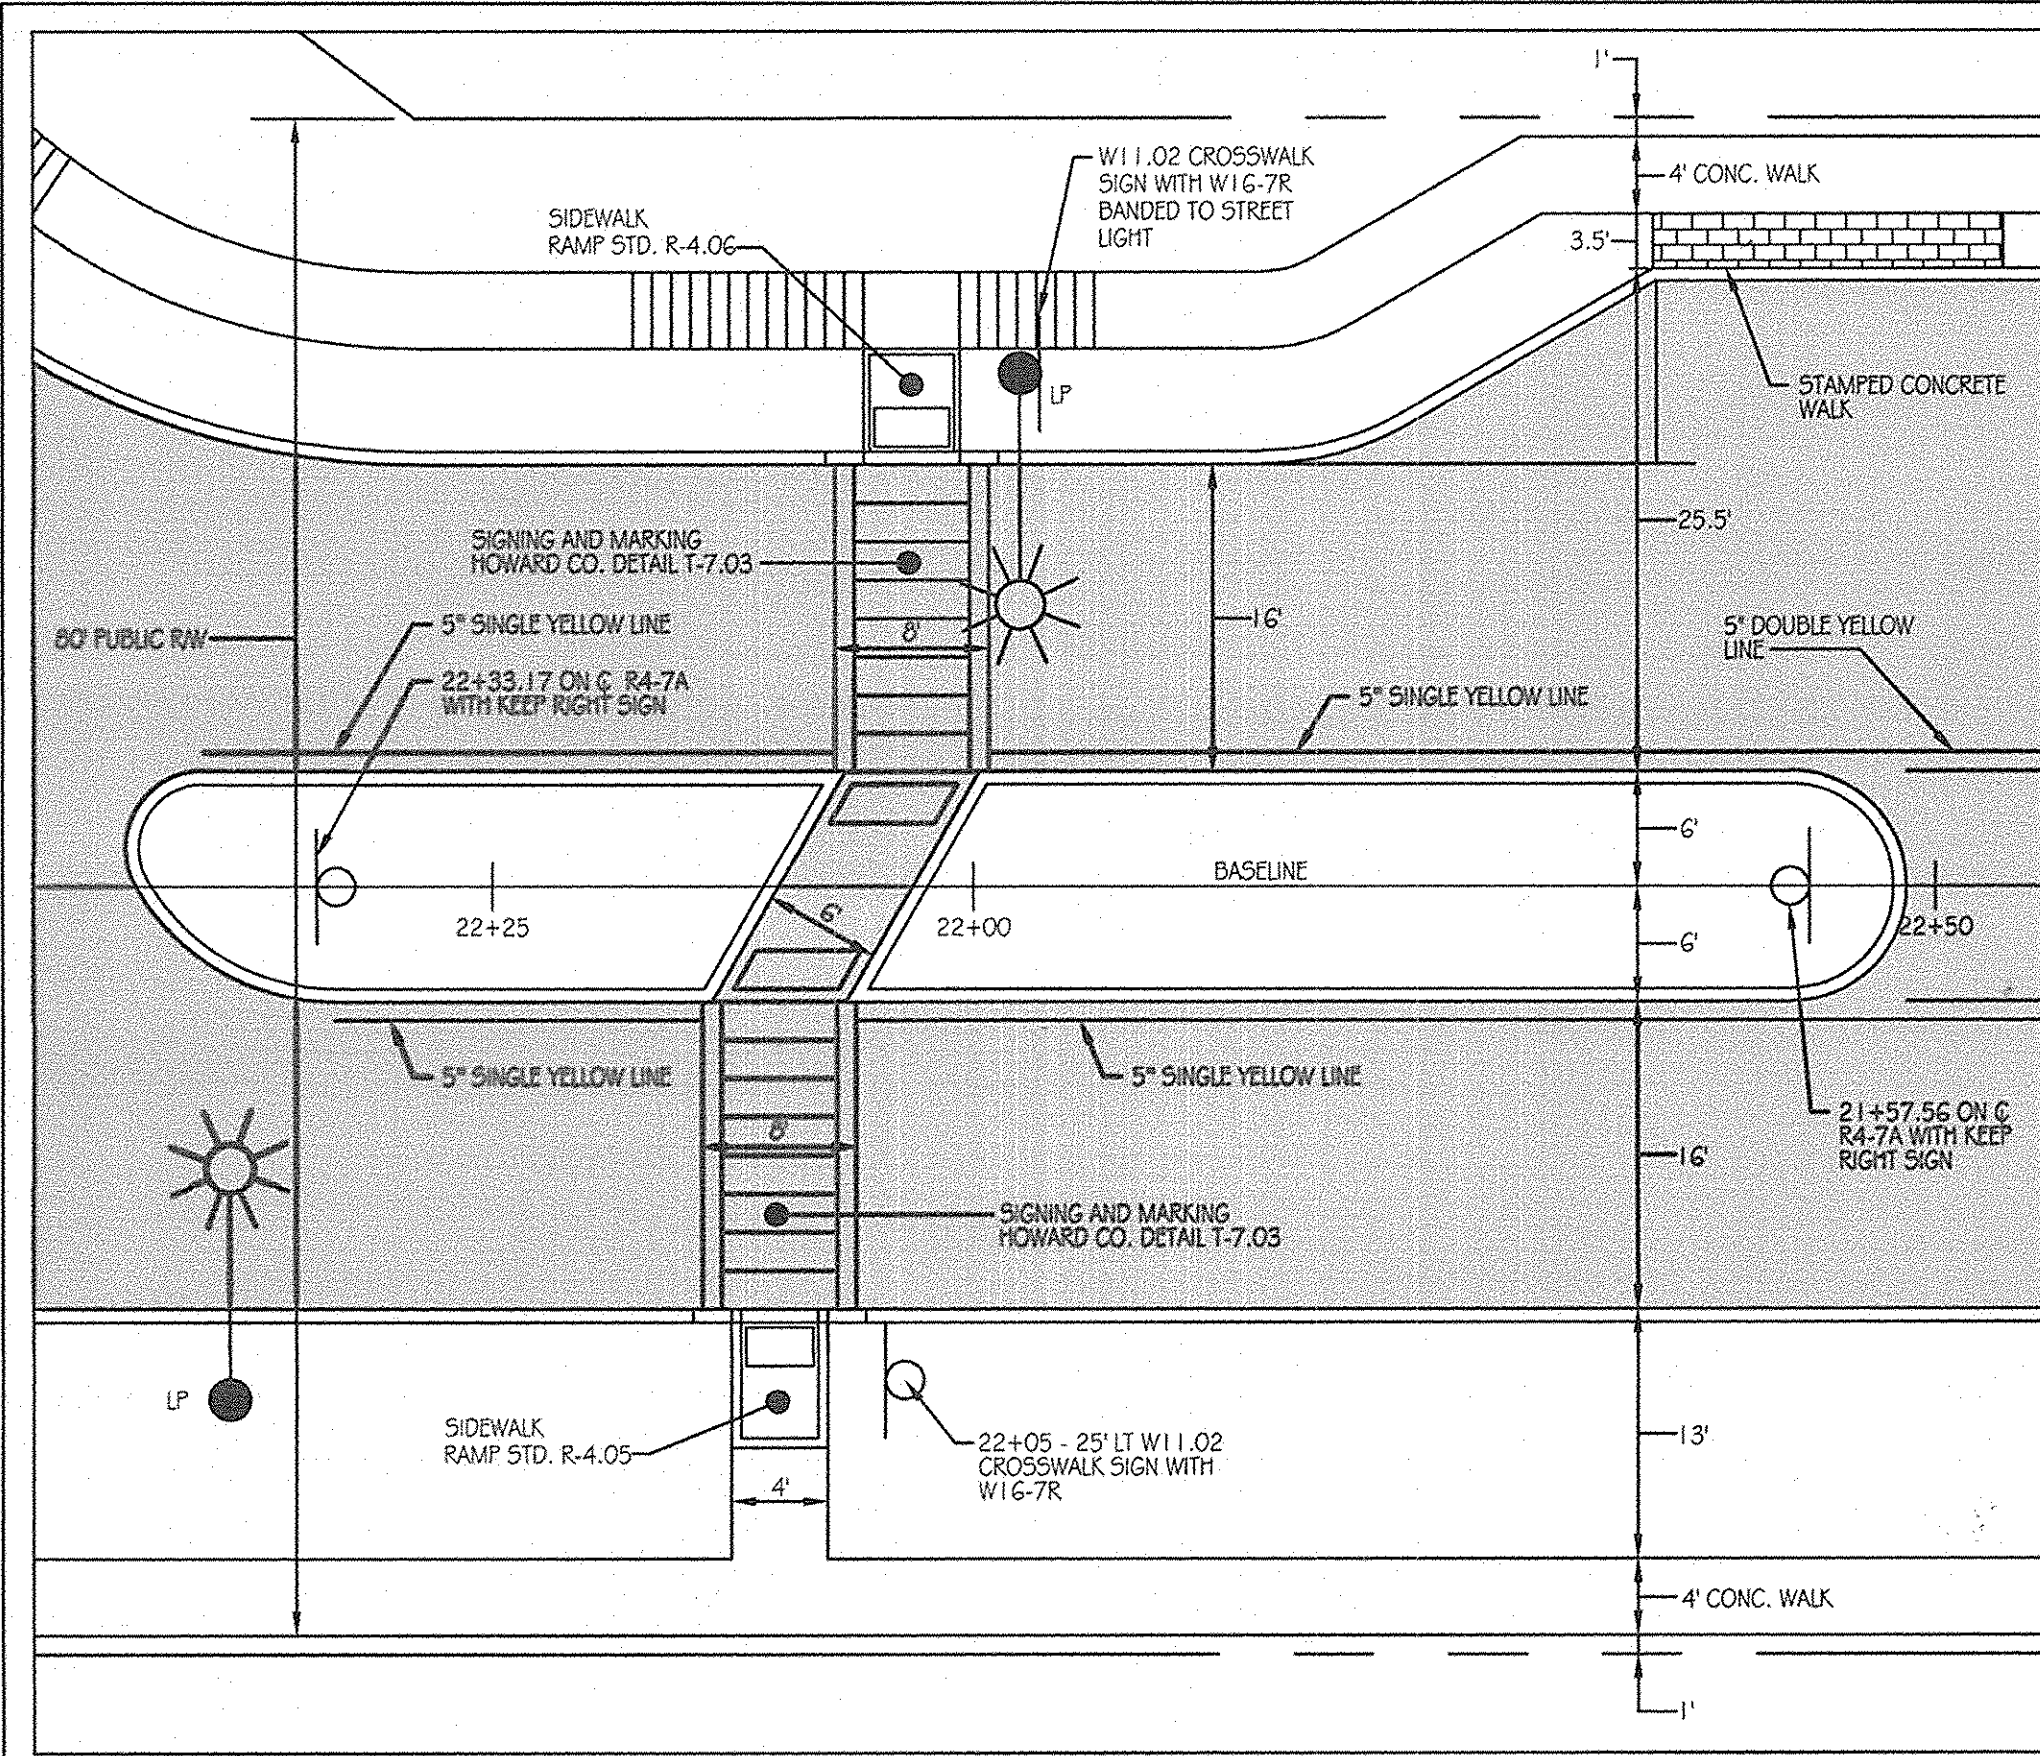 1'
W11.02 CROSSWALK
SIGN WITH W16-7R
BANDED TO STREET
LIGHT
4' CONC. WALK
SIDEWALK
RAMP STD. R-4.06
3.5'
LP
STAMPED CONCRETE
WALK
25.5'
SIGNING AND MARKING
HOWARD CO. DETAIL T-7.03
16'
8'
5" SINGLE YELLOW LINE
80' PUBLIC R/W
5" DOUBLE YELLOW
LINE
22+33.17 ON ℄ R4-7A
WITH KEEP RIGHT SIGN
5" SINGLE YELLOW LINE
6'
BASELINE
6'
22+25
22+00
22+50
6'
5" SINGLE YELLOW LINE
5" SINGLE YELLOW LINE
21+57.56 ON ℄
R4-7A WITH KEEP
RIGHT SIGN
8'
16'
SIGNING AND MARKING
HOWARD CO. DETAIL T-7.03
LP
SIDEWALK
RAMP STD. R-4.05
22+05 - 25' LT W11.02
CROSSWALK SIGN WITH
W16-7R
13'
4'
4' CONC. WALK
1'